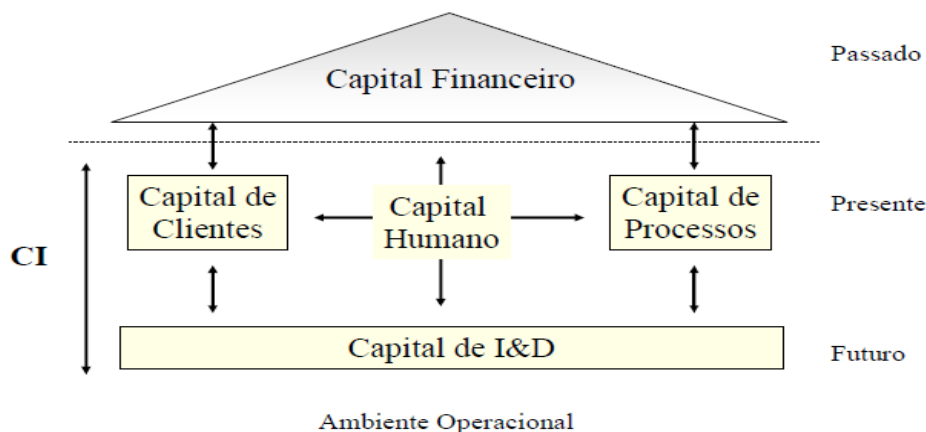 Passado
Capital Financeiro
Capital de
Clientes
Capital
Humano
Capital de
Processos
Presente
CI
Capital de I&D
Futuro
Ambiente Operacional